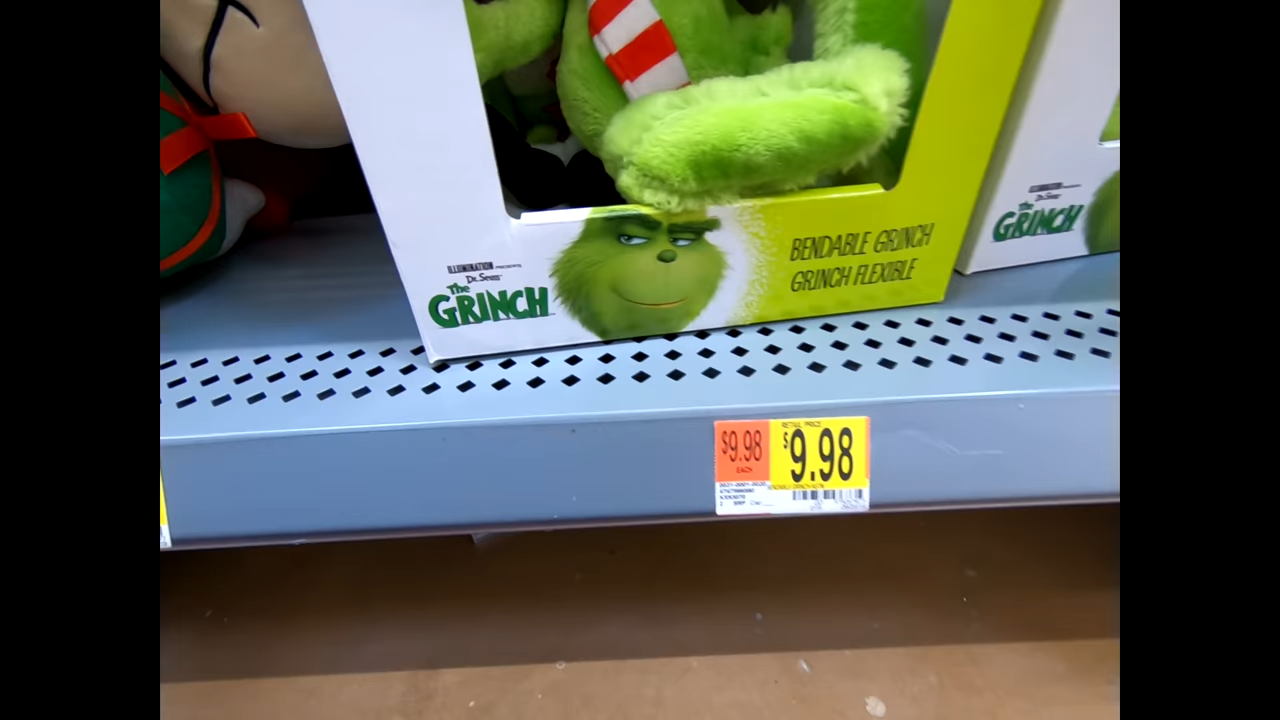 ILLUMINATION PRESENTS
Dr. Seuss'
The
GRINCH
BENDABLE GRINCH
GRINCH FLEXIBLE
Dr. Seuss'
The
GRINCH
$9.98
EACH
RETAIL PRICE
$9.98